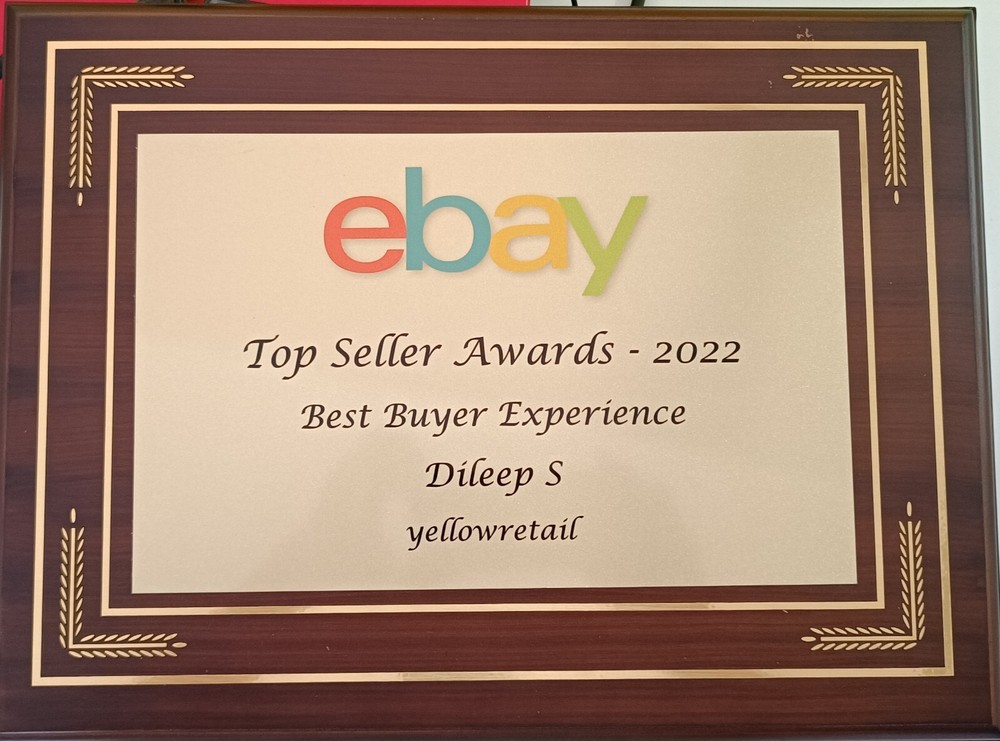 ebay
Top Seller Awards - 2022
Best Buyer Experience
Dileep S
yellowretail